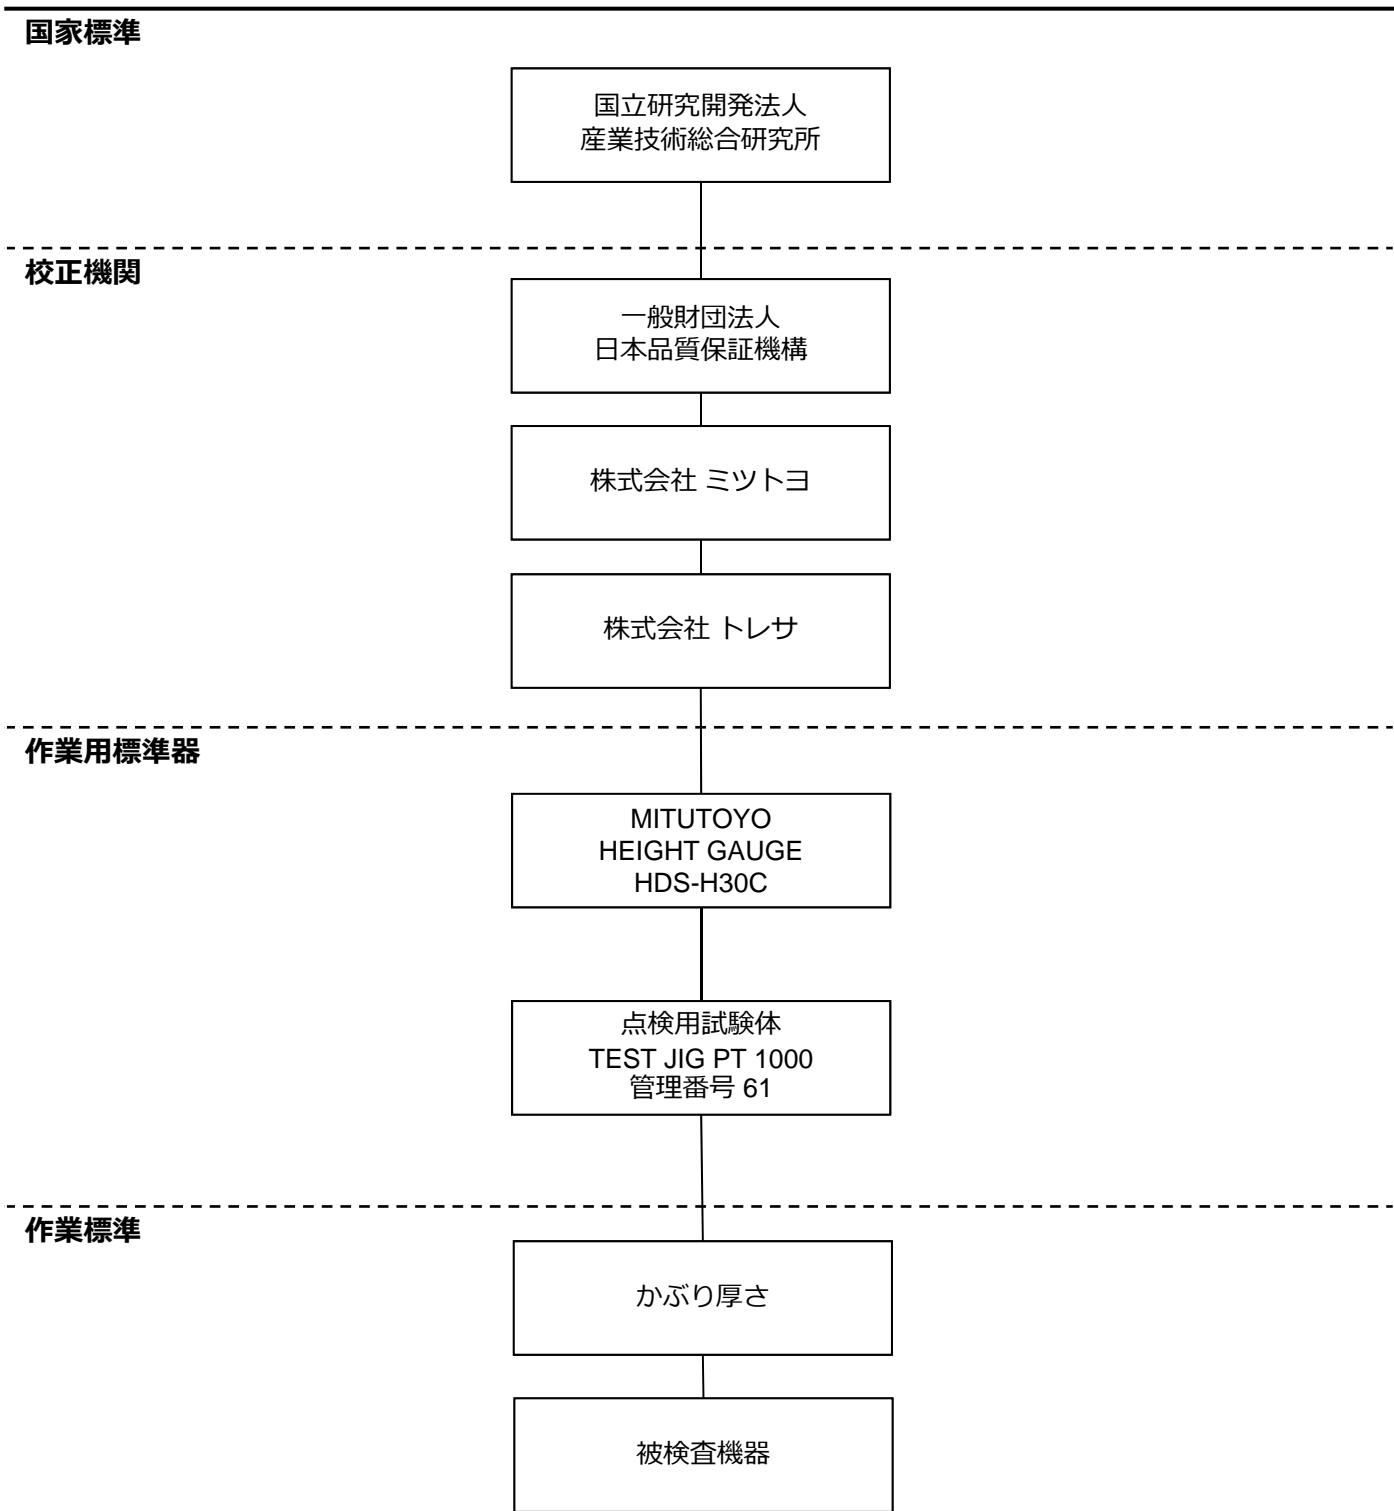 国家標準
国立研究開発法人
産業技術総合研究所
校正機関
一般財団法人
日本品質保証機構
株式会社 ミツトヨ
株式会社 トレサ
作業用標準器
MITUTOYO
HEIGHT GAUGE
HDS-H30C
点検用試験体
TEST JIG PT 1000
管理番号 61
作業標準
かぶり厚さ
被検査機器